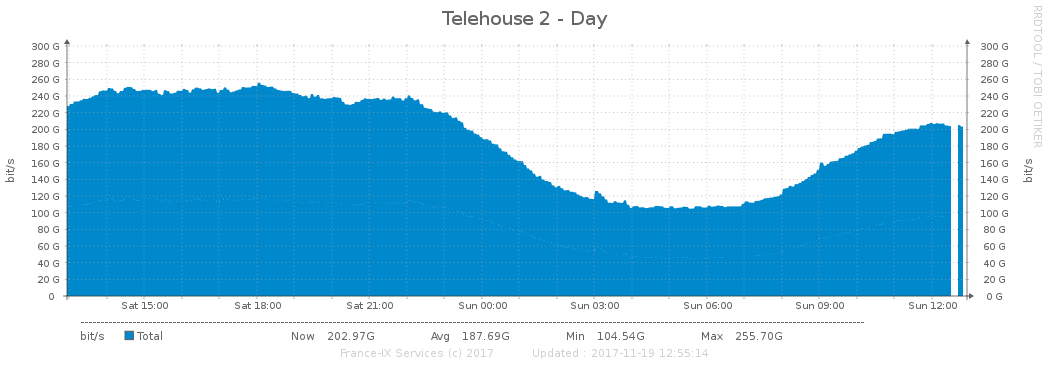 Telehouse 2 - Day
RRDTOOL / TOBI OETIKER
bit/s
300 G 300 G
280 G 280 G
260 G 260 G
240 G 240 G
220 G 220 G
200 G 200 G
180 G 180 G
160 G 160 G
140 G 140 G
120 G 120 G
100 G 100 G
80 G 80 G
60 G 60 G
40 G 40 G
20 G 20 G
0 0 G
bit/s
Sat 15:00 Sat 18:00 Sat 21:00 Sun 00:00 Sun 03:00 Sun 06:00 Sun 09:00 Sun 12:00
bit/s Total Now 202.97G Avg 187.69G Min 104.54G Max 255.70G
France-IX Services (c) 2017 Updated : 2017-11-19 12:55:14